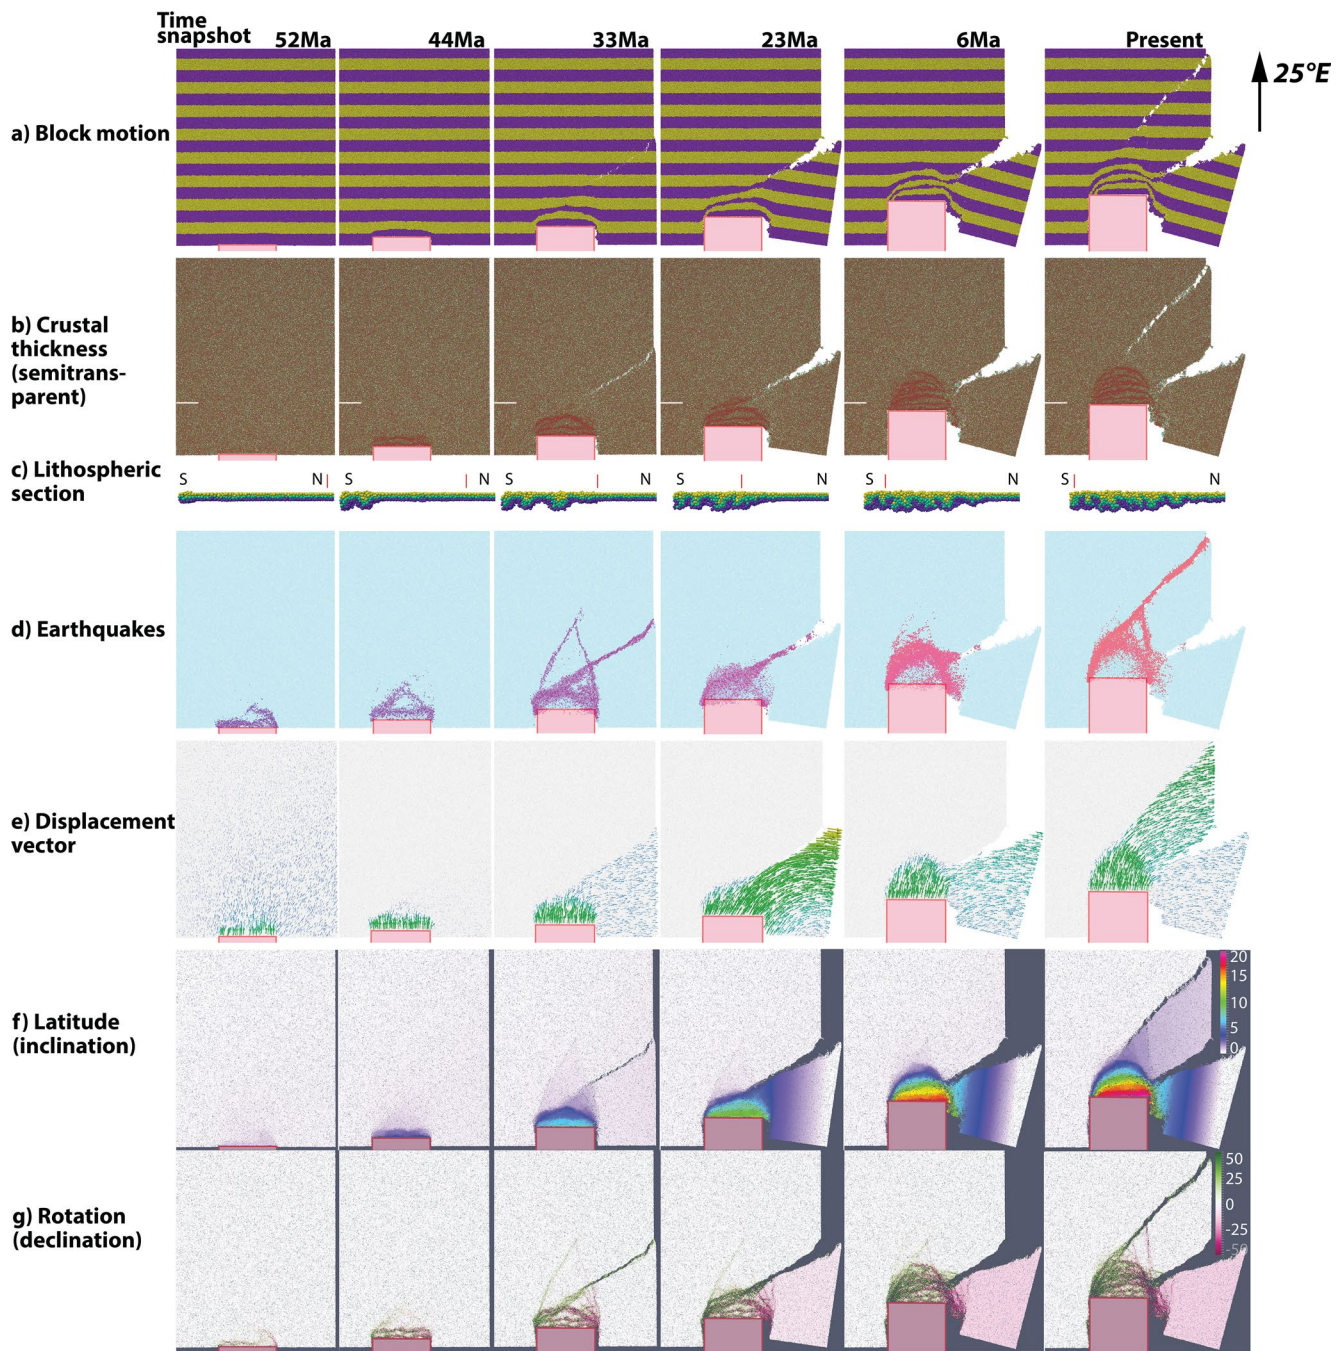 Time
snapshot
52Ma
44Ma
33Ma
23Ma
6Ma
Present
25°E
a) Block motion
b) Crustal
thickness
(semitrans-
parent)
c) Lithospheric
section
S N
S N
S N
S N
S N
S N
d) Earthquakes
e) Displacement
vector
f) Latitude
(inclination)
20
15
10
5
0
g) Rotation
(declination)
50
25
0
-25
-50